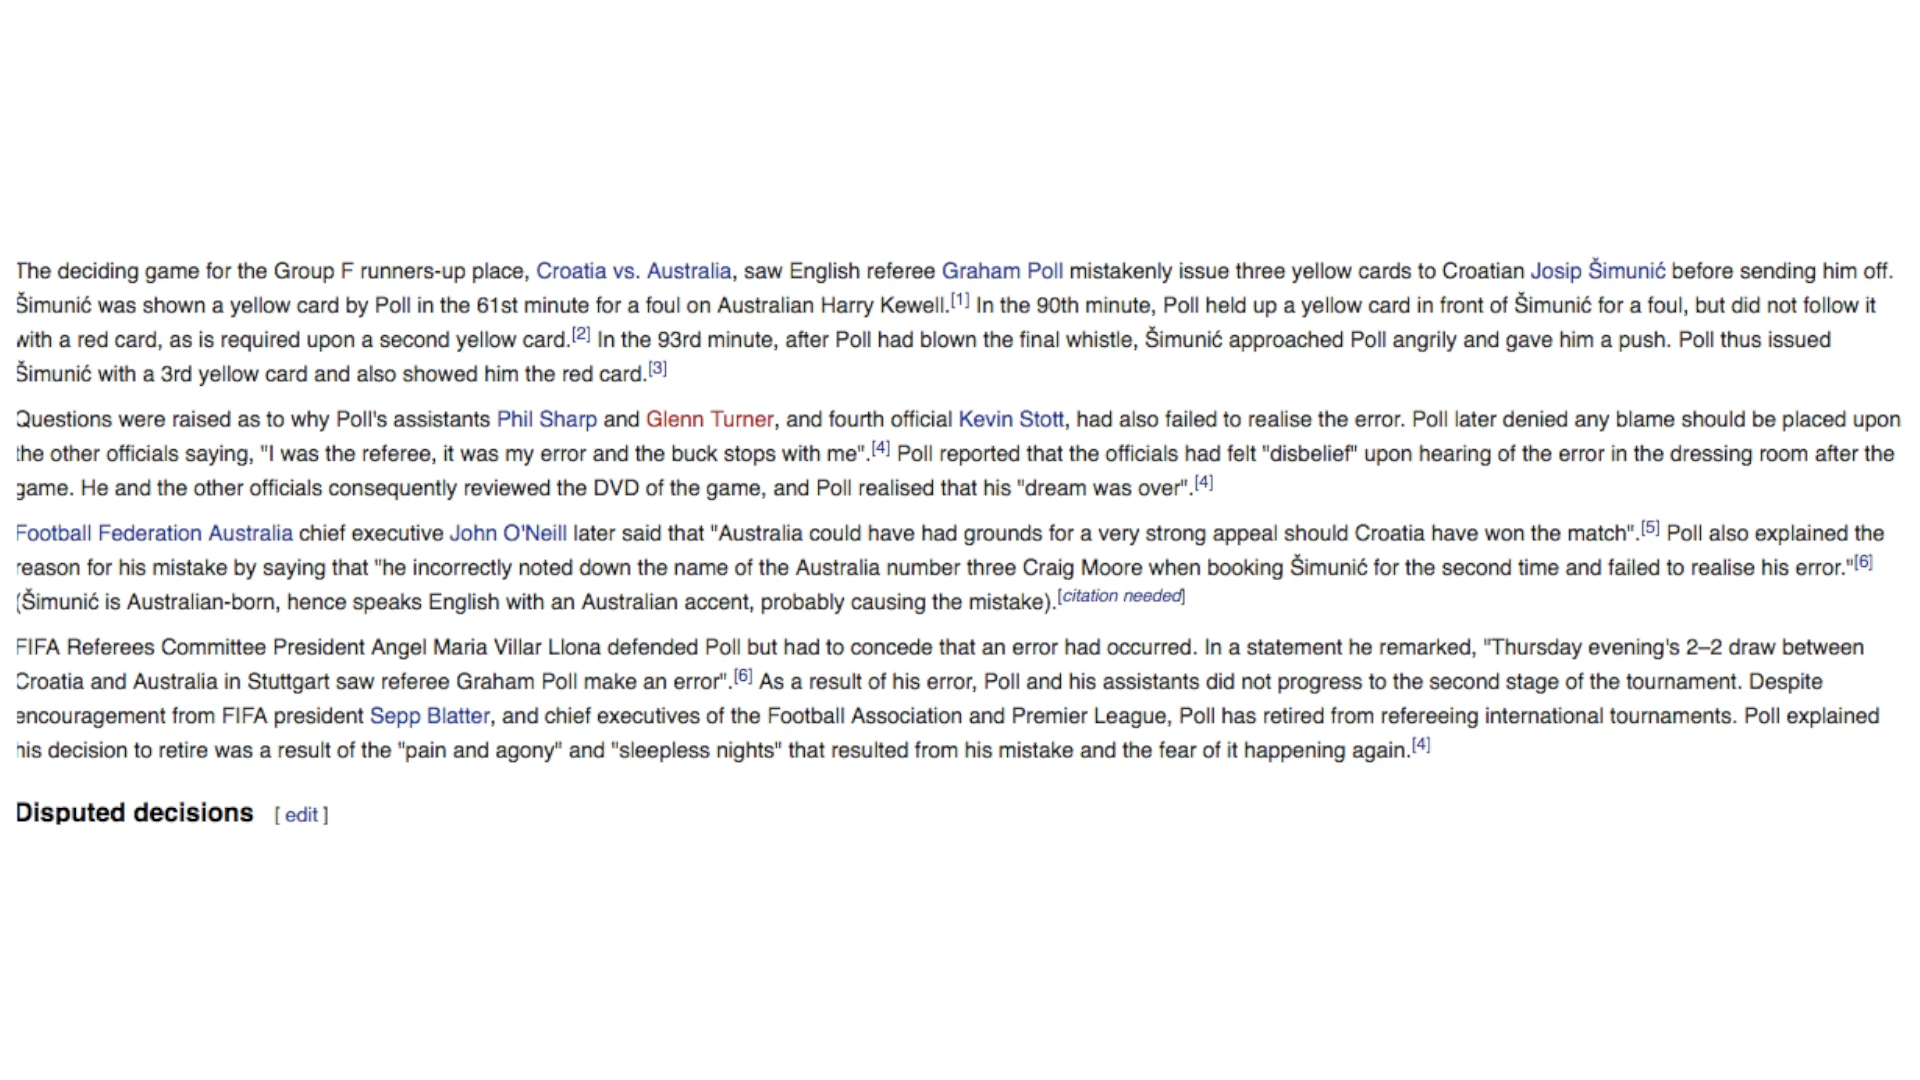 The deciding game for the Group F runners-up place, Croatia vs. Australia, saw English referee Graham Poll mistakenly issue three yellow cards to Croatian Josip Šimunić before sending him off.
Šimunić was shown a yellow card by Poll in the 61st minute for a foul on Australian Harry Kewell.[1] In the 90th minute, Poll held up a yellow card in front of Šimunić for a foul, but did not follow it
with a red card, as is required upon a second yellow card.[2] In the 93rd minute, after Poll had blown the final whistle, Šimunić approached Poll angrily and gave him a push. Poll thus issued
Šimunić with a 3rd yellow card and also showed him the red card.[3]
Questions were raised as to why Poll's assistants Phil Sharp and Glenn Turner, and fourth official Kevin Stott, had also failed to realise the error. Poll later denied any blame should be placed upon
the other officials saying, "I was the referee, it was my error and the buck stops with me".[4] Poll reported that the officials had felt "disbelief" upon hearing of the error in the dressing room after the
game. He and the other officials consequently reviewed the DVD of the game, and Poll realised that his "dream was over".[4]
Football Federation Australia chief executive John O'Neill later said that "Australia could have had grounds for a very strong appeal should Croatia have won the match".[5] Poll also explained the
reason for his mistake by saying that "he incorrectly noted down the name of the Australia number three Craig Moore when booking Šimunić for the second time and failed to realise his error."[6]
(Šimunić is Australian-born, hence speaks English with an Australian accent, probably causing the mistake).[citation needed]
FIFA Referees Committee President Angel Maria Villar Llona defended Poll but had to concede that an error had occurred. In a statement he remarked, "Thursday evening's 2–2 draw between
Croatia and Australia in Stuttgart saw referee Graham Poll make an error".[6] As a result of his error, Poll and his assistants did not progress to the second stage of the tournament. Despite
encouragement from FIFA president Sepp Blatter, and chief executives of the Football Association and Premier League, Poll has retired from refereeing international tournaments. Poll explained
his decision to retire was a result of the "pain and agony" and "sleepless nights" that resulted from his mistake and the fear of it happening again.[4]
Disputed decisions [ edit ]